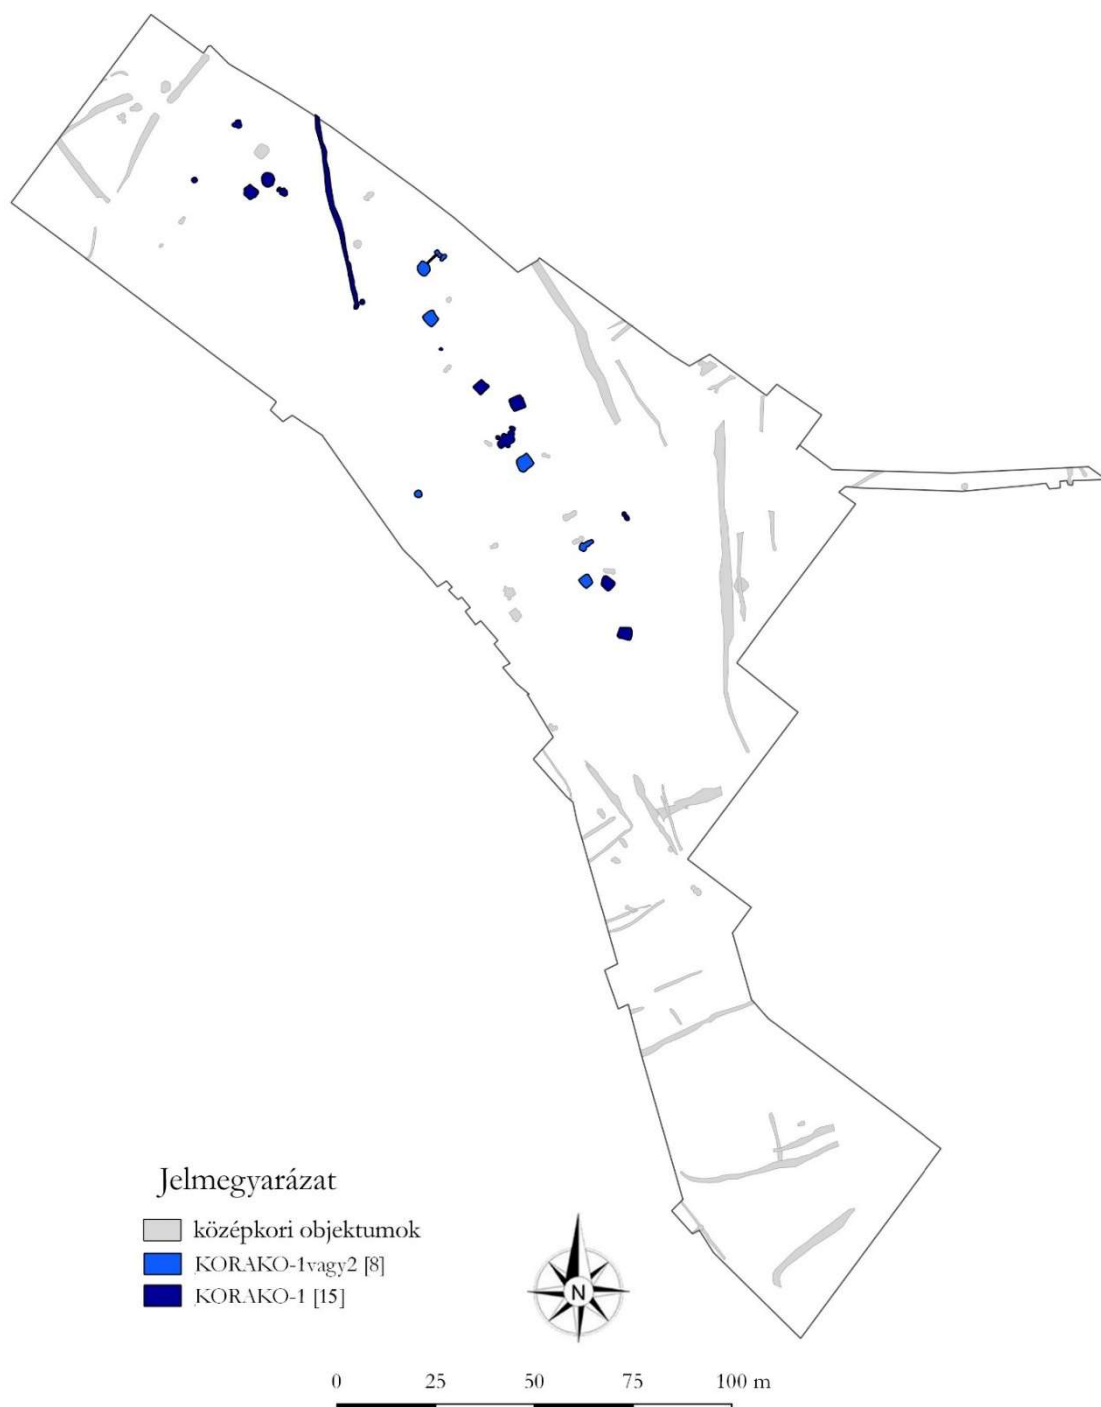 Jelmegyarázat
középkori objektumok
KORAKO-1vagy2 [8]
KORAKO-1 [15]
N
0 25 50 75 100 m